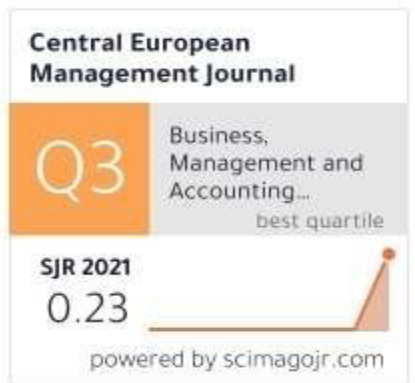 Central European
Management Journal
Q3
Business,
Management and
Accounting...
best quartile
SJR 2021
0.23
powered by scimagojr.com